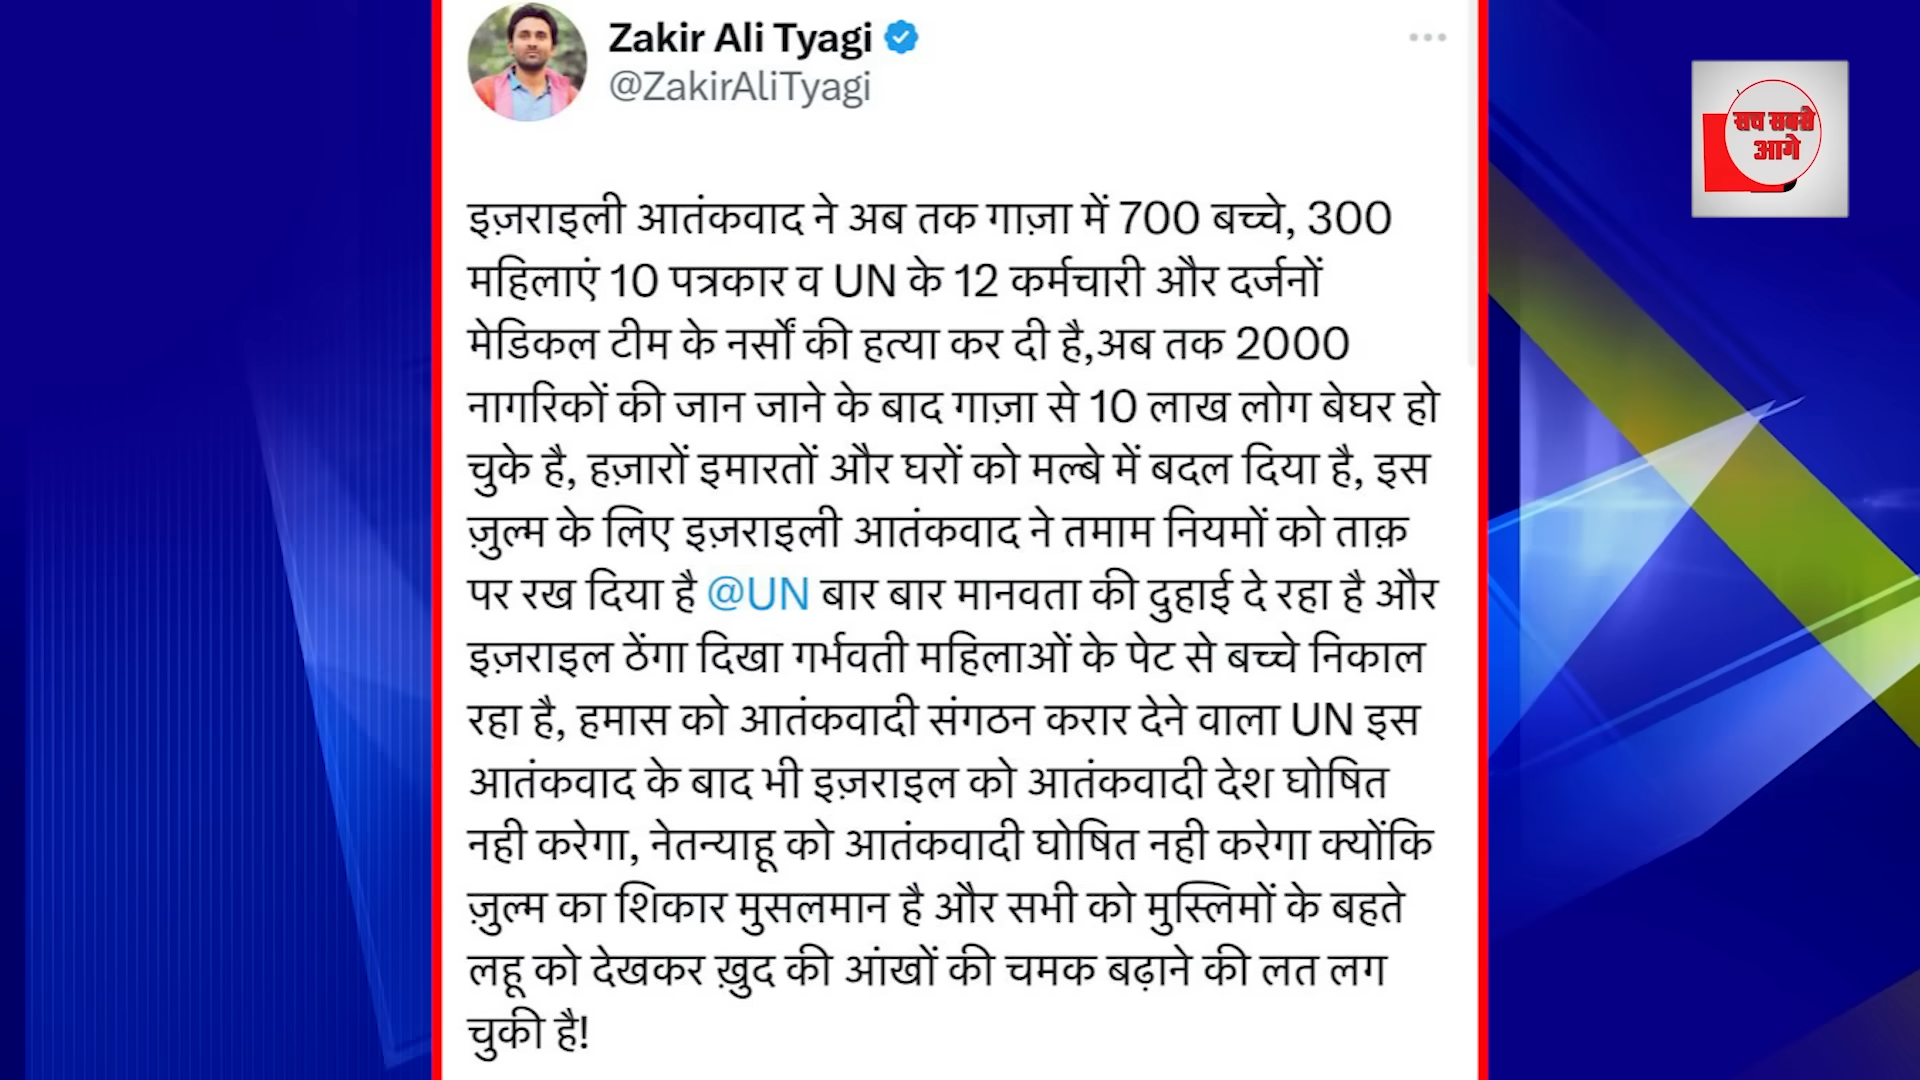 Zakir Ali Tyagi
@ZakirAliTyagi
सच सबसे
आगे
इज़राइली आतंकवाद ने अब तक गाज़ा में 700 बच्चे, 300
महिलाएं 10 पत्रकार व UN के 12 कर्मचारी और दर्जनों
मेडिकल टीम के नर्सों की हत्या कर दी है,अब तक 2000
नागरिकों की जान जाने के बाद गाज़ा से 10 लाख लोग बेघर हो
चुके है, हज़ारों इमारतों और घरों को मल्बे में बदल दिया है, इस
ज़ुल्म के लिए इज़राइली आतंकवाद ने तमाम नियमों को ताक़
पर रख दिया है @UN बार बार मानवता की दुहाई दे रहा है और
इज़राइल ठेंगा दिखा गर्भवती महिलाओं के पेट से बच्चे निकाल
रहा है, हमास को आतंकवादी संगठन करार देने वाला UN इस
आतंकवाद के बाद भी इज़राइल को आतंकवादी देश घोषित
नही करेगा, नेतन्याहू को आतंकवादी घोषित नही करेगा क्योंकि
ज़ुल्म का शिकार मुसलमान है और सभी को मुस्लिमों के बहते
लहू को देखकर ख़ुद की आंखों की चमक बढ़ाने की लत लग
चुकी है!